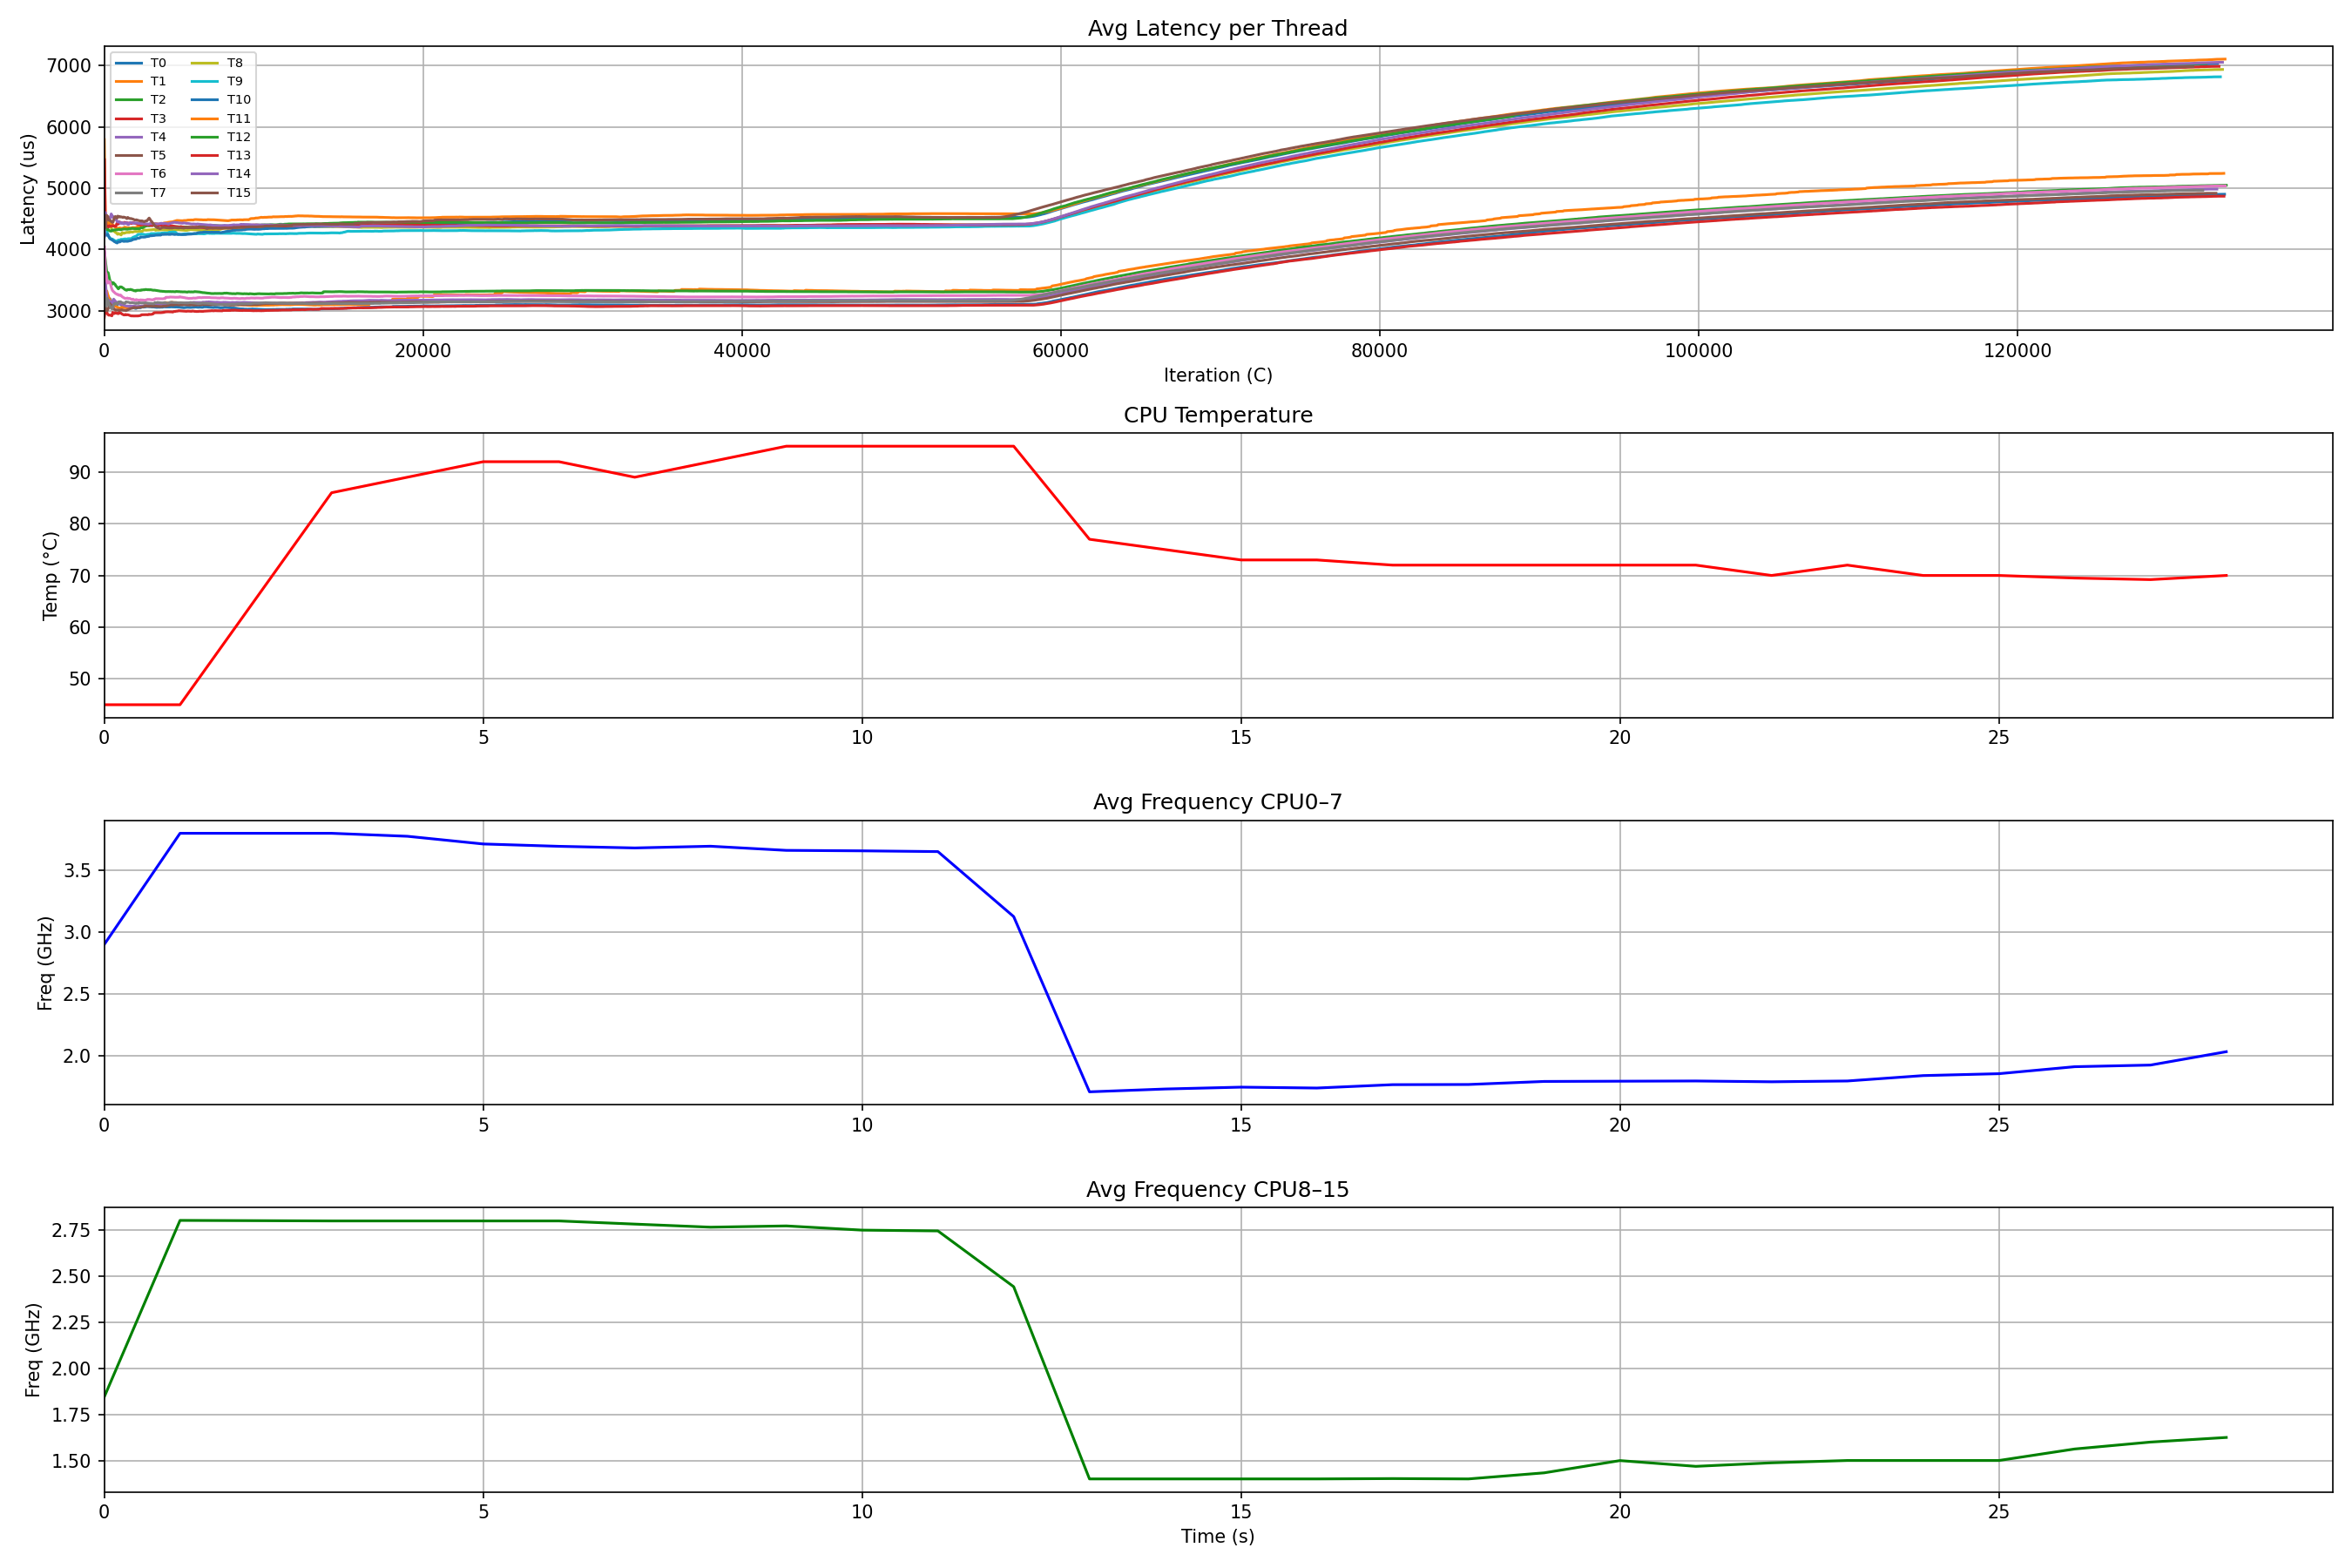 Avg Latency per Thread
Latency (us)
7000
6000
5000
4000
3000
T0 T8
T1 T9
T2 T10
T3 T11
T4 T12
T5 T13
T6 T14
T7 T15
0 20000 40000 60000 80000 100000 120000
Iteration (C)
CPU Temperature
Temp (°C)
90
80
70
60
50
0 5 10 15 20 25
Avg Frequency CPU0–7
Freq (GHz)
3.5
3.0
2.5
2.0
0 5 10 15 20 25
Avg Frequency CPU8–15
Freq (GHz)
2.75
2.50
2.25
2.00
1.75
1.50
0 5 10 15 20 25
Time (s)